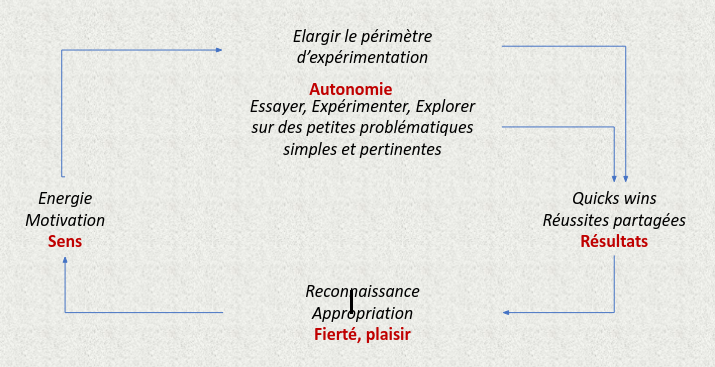 Elargir le périmètre
d’expérimentation
Autonomie
Essayer, Expérimenter, Explorer
sur des petites problématiques
simples et pertinentes
Energie
Motivation
Sens
Quicks wins
Réussites partagées
Résultats
Reconnaissance
Appropriation
Fierté, plaisir